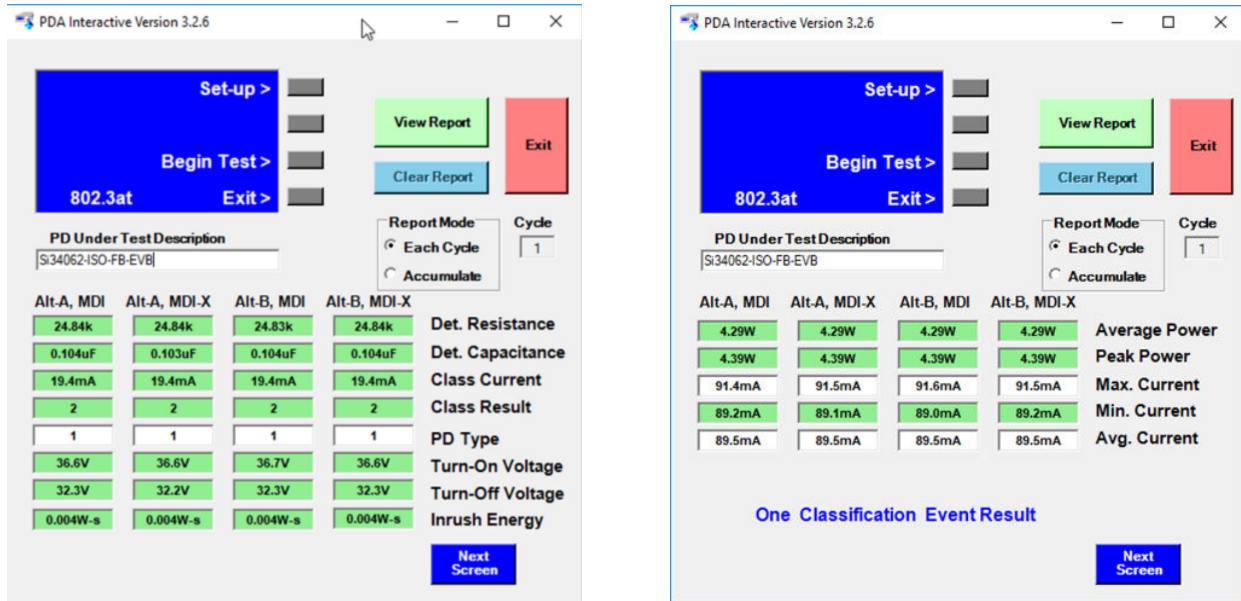 PDA Interactive Version 3.2.6
Set-up >
View Report
Exit
Begin Test >
Clear Report
802.3at Exit >
Report Mode Cycle
PD Under Test Description
Each Cycle 1
Si34062-ISO-FB-EVB
Accumulate
Alt-A, MDI Alt-A, MDI-X Alt-B, MDI Alt-B, MDI-X
24.84k 24.84k 24.83k 24.84k Det. Resistance
0.104uF 0.103uF 0.104uF 0.104uF Det. Capacitance
19.4mA 19.4mA 19.4mA 19.4mA Class Current
2 2 2 2 Class Result
1 1 1 1 PD Type
36.6V 36.6V 36.7V 36.6V Turn-On Voltage
32.3V 32.2V 32.3V 32.3V Turn-Off Voltage
0.004W-s 0.004W-s 0.004W-s 0.004W-s Inrush Energy
Next
Screen
PDA Interactive Version 3.2.6
Set-up >
View Report
Exit
Begin Test >
Clear Report
802.3at Exit >
Report Mode Cycle
PD Under Test Description
Each Cycle 1
Si34062-ISO-FB-EVB
Accumulate
Alt-A, MDI Alt-A, MDI-X Alt-B, MDI Alt-B, MDI-X
4.29W 4.29W 4.29W 4.29W Average Power
4.39W 4.39W 4.39W 4.39W Peak Power
91.4mA 91.5mA 91.6mA 91.5mA Max. Current
89.2mA 89.1mA 89.0mA 89.2mA Min. Current
89.5mA 89.5mA 89.5mA 89.5mA Avg. Current
One Classification Event Result
Next
Screen